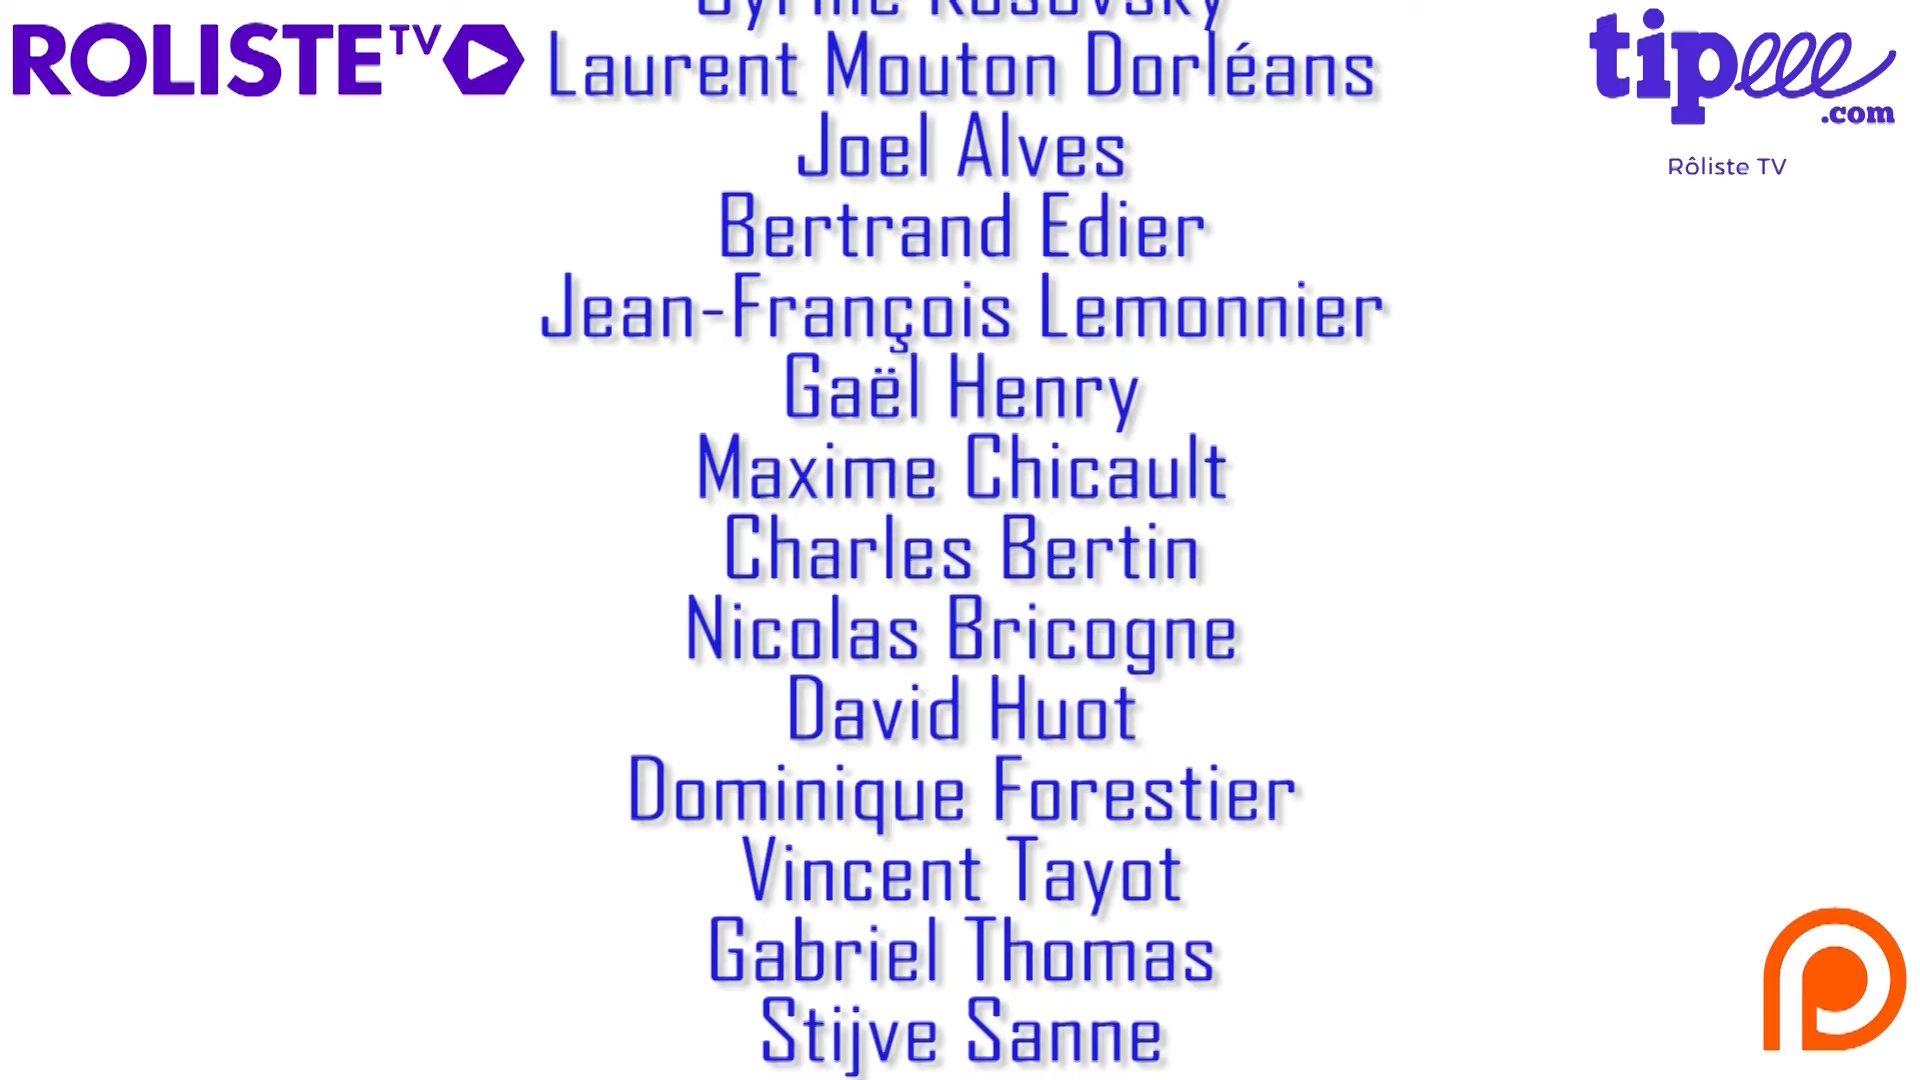 ROLISTE TV
Laurent Mouton Dorléans
tipeee
.com
Rôliste TV
Joel Alves
Bertrand Edier
Jean-François Lemonnier
Gaël Henry
Maxime Chicault
Charles Bertin
Nicolas Bricogne
David Huot
Dominique Forestier
Vincent Tayot
Gabriel Thomas
Stijve Sanne